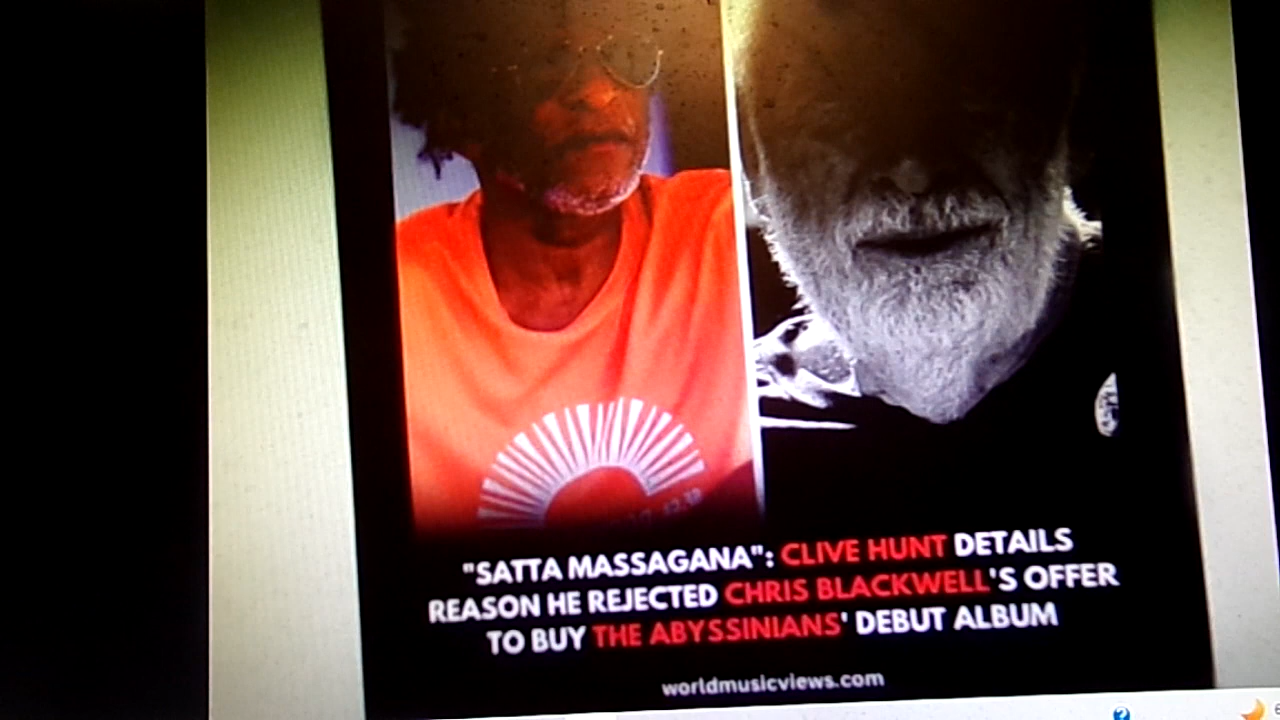 "SATTA MASSAGANA": CLIVE HUNT DETAILS
REASON HE REJECTED CHRIS BLACKWELL'S OFFER
TO BUY THE ABYSSINIANS' DEBUT ALBUM
worldmusicviews.com